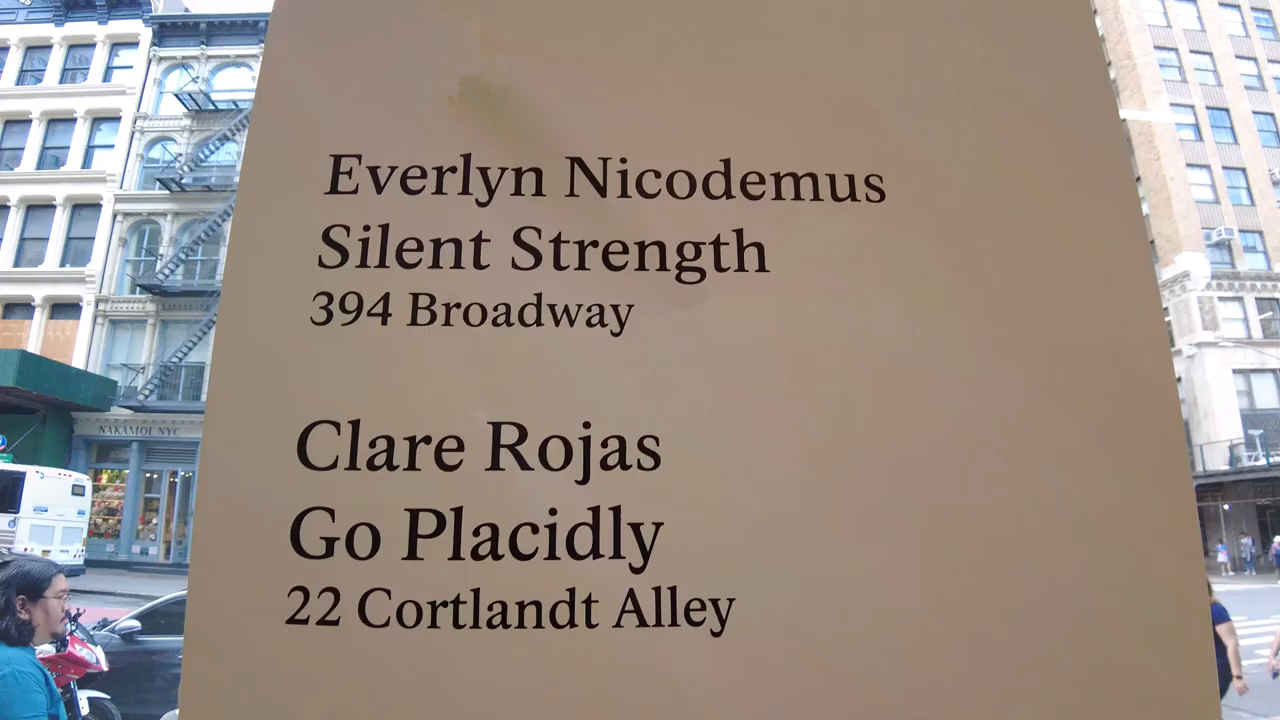 Everlyn Nicodemus
Silent Strength
394 Broadway
Clare Rojas
Go Placidly
22 Cortlandt Alley
NAKAMOL NYC